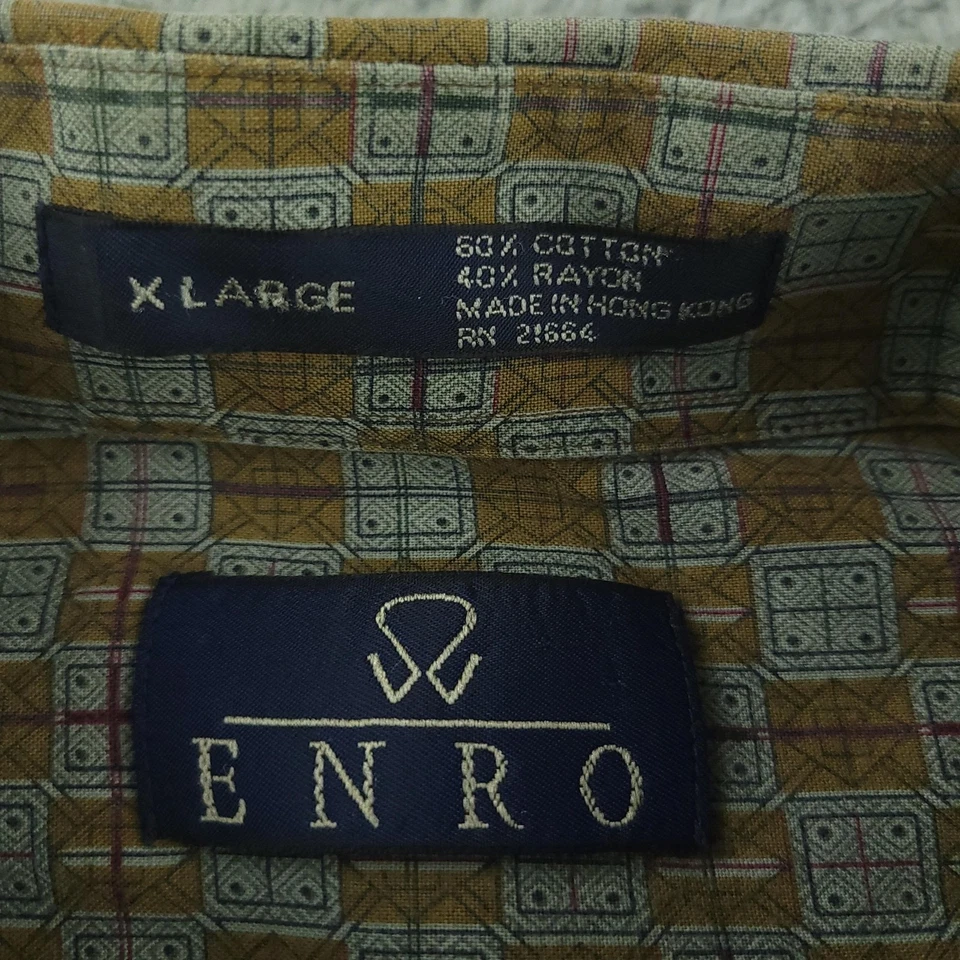 X LARGE
60% COTTON
40% RAYON
MADE IN HONG KONG
RN 21664
ENRO